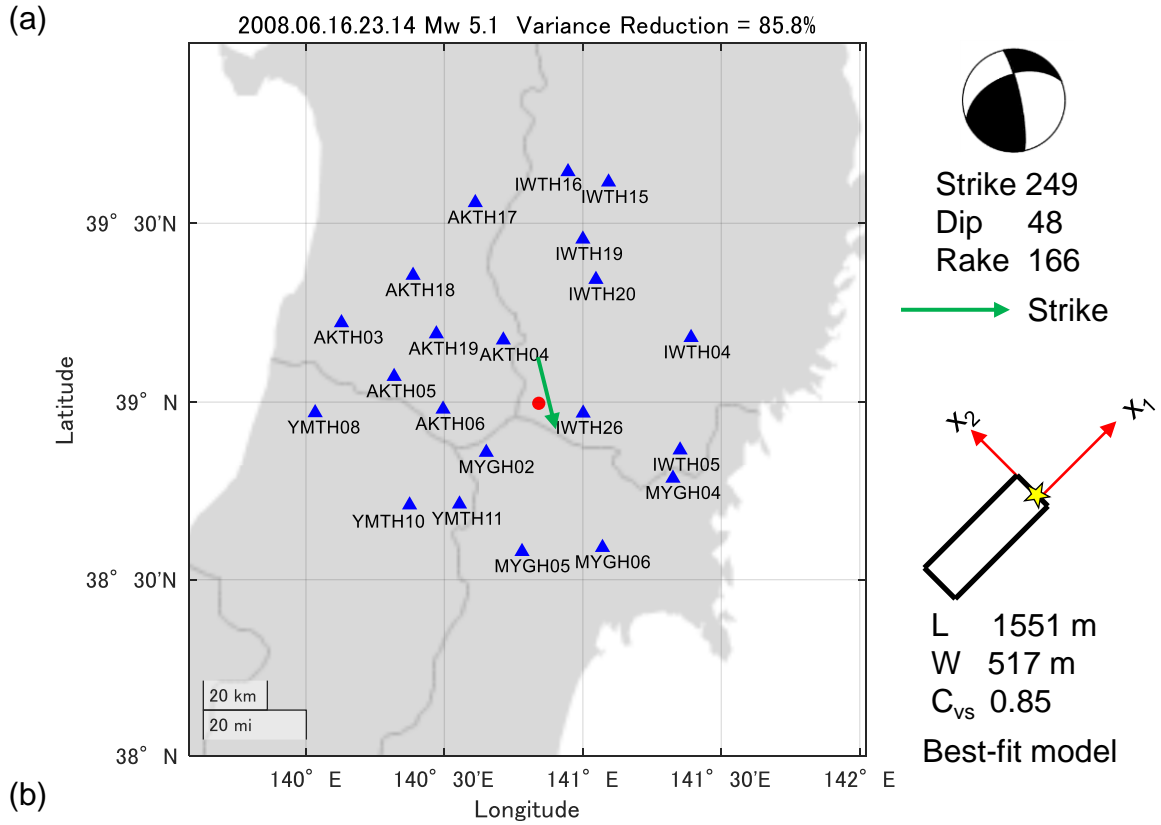 (a)
2008.06.16.23.14 Mw 5.1 Variance Reduction = 85.8%
IWTH16
IWTH15
AKTH17
39° 30'N
IWTH19
AKTH18
IWTH20
AKTH03
AKTH19
AKTH04
IWTH04
AKTH05
39° N
YMTH08
AKTH06
IWTH26
MYGH02
IWTH05
MYGH04
YMTH10
YMTH11
MYGH05
MYGH06
38° 30'N
20 km
20 mi
38° N
140° E
140° 30'E
141° E
141° 30'E
142° E
Longitude
Latitude
Strike 249
Dip 48
Rake 166
Strike
X2
X1
L 1551 m
W 517 m
Cvs 0.85
Best-fit model
(b)